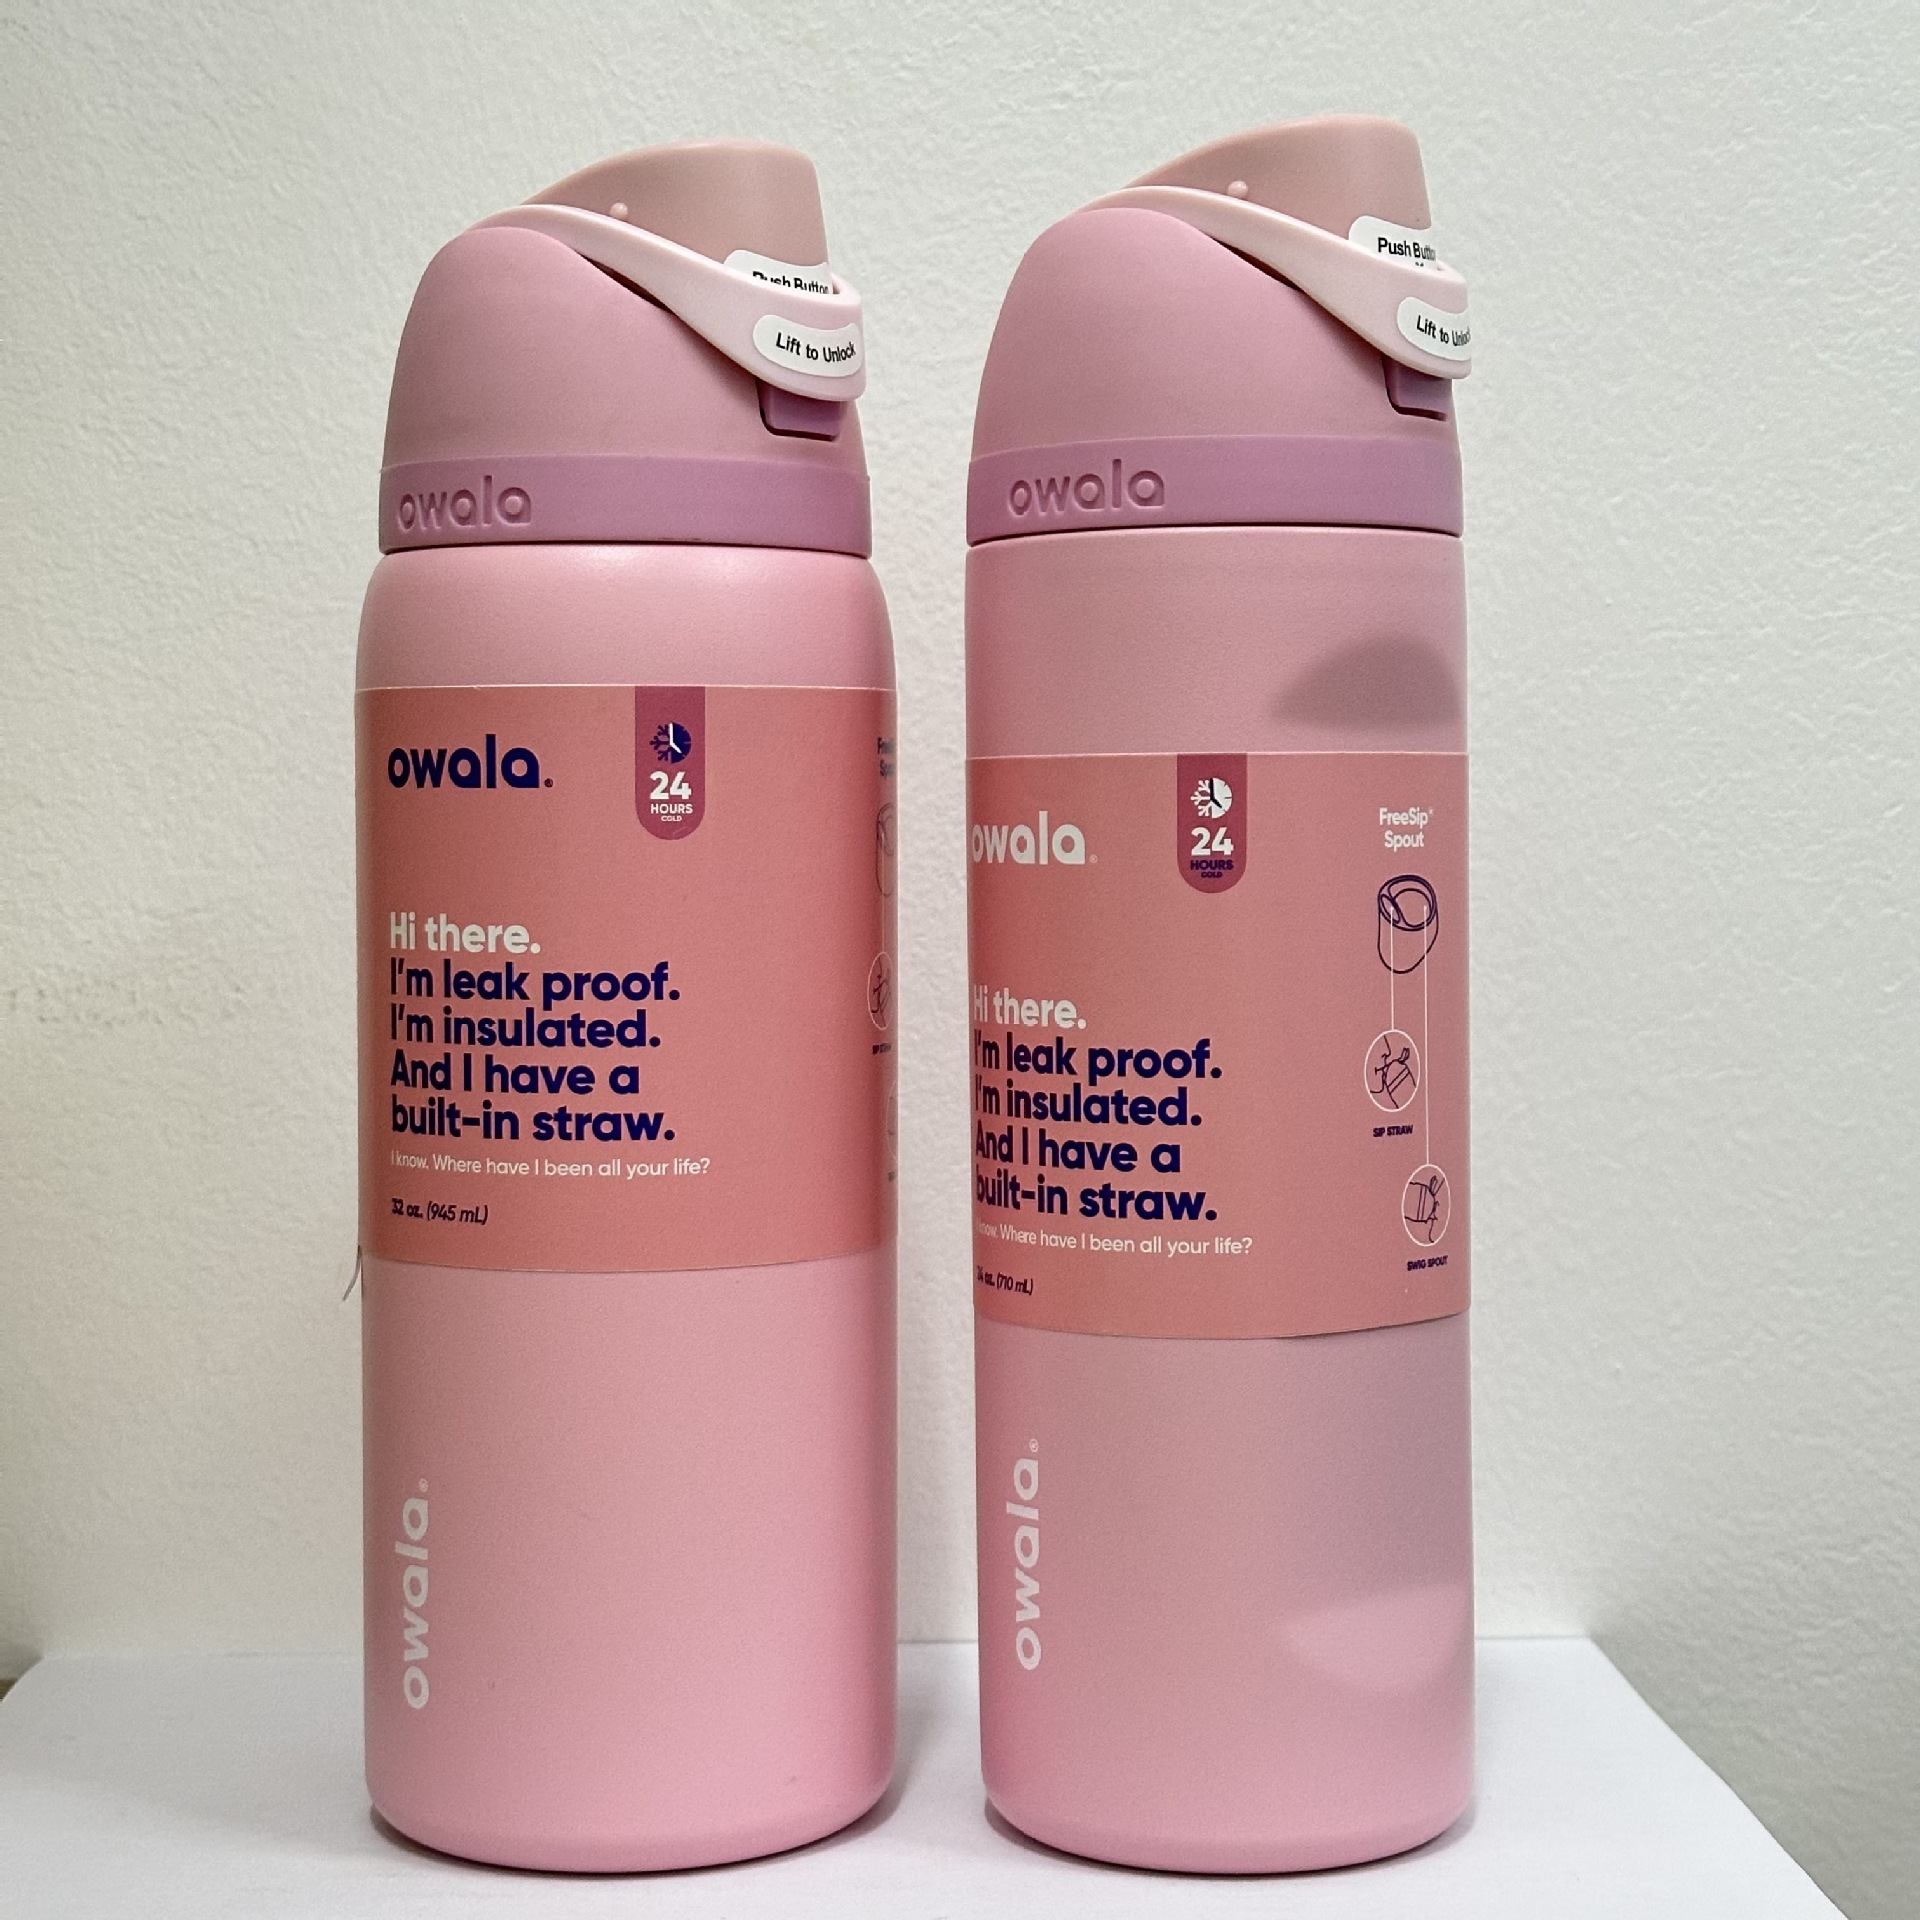 Push Button
Lift to Unlock
owala
owala®
24
HOURS
COLD
Hi there.
I'm leak proof.
I'm insulated.
And I have a
built-in straw.
I know. Where have I been all your life?
32 oz. (945 mL)
owala®
Push Button
Lift to Unlock
owala
owala®
24
HOURS
COLD
FreeSip®
Spout
Hi there.
I'm leak proof.
I'm insulated.
And I have a
built-in straw.
know. Where have I been all your life?
24 oz. (710 mL)
SIP STRAW
SWIG SPOUT
owala®